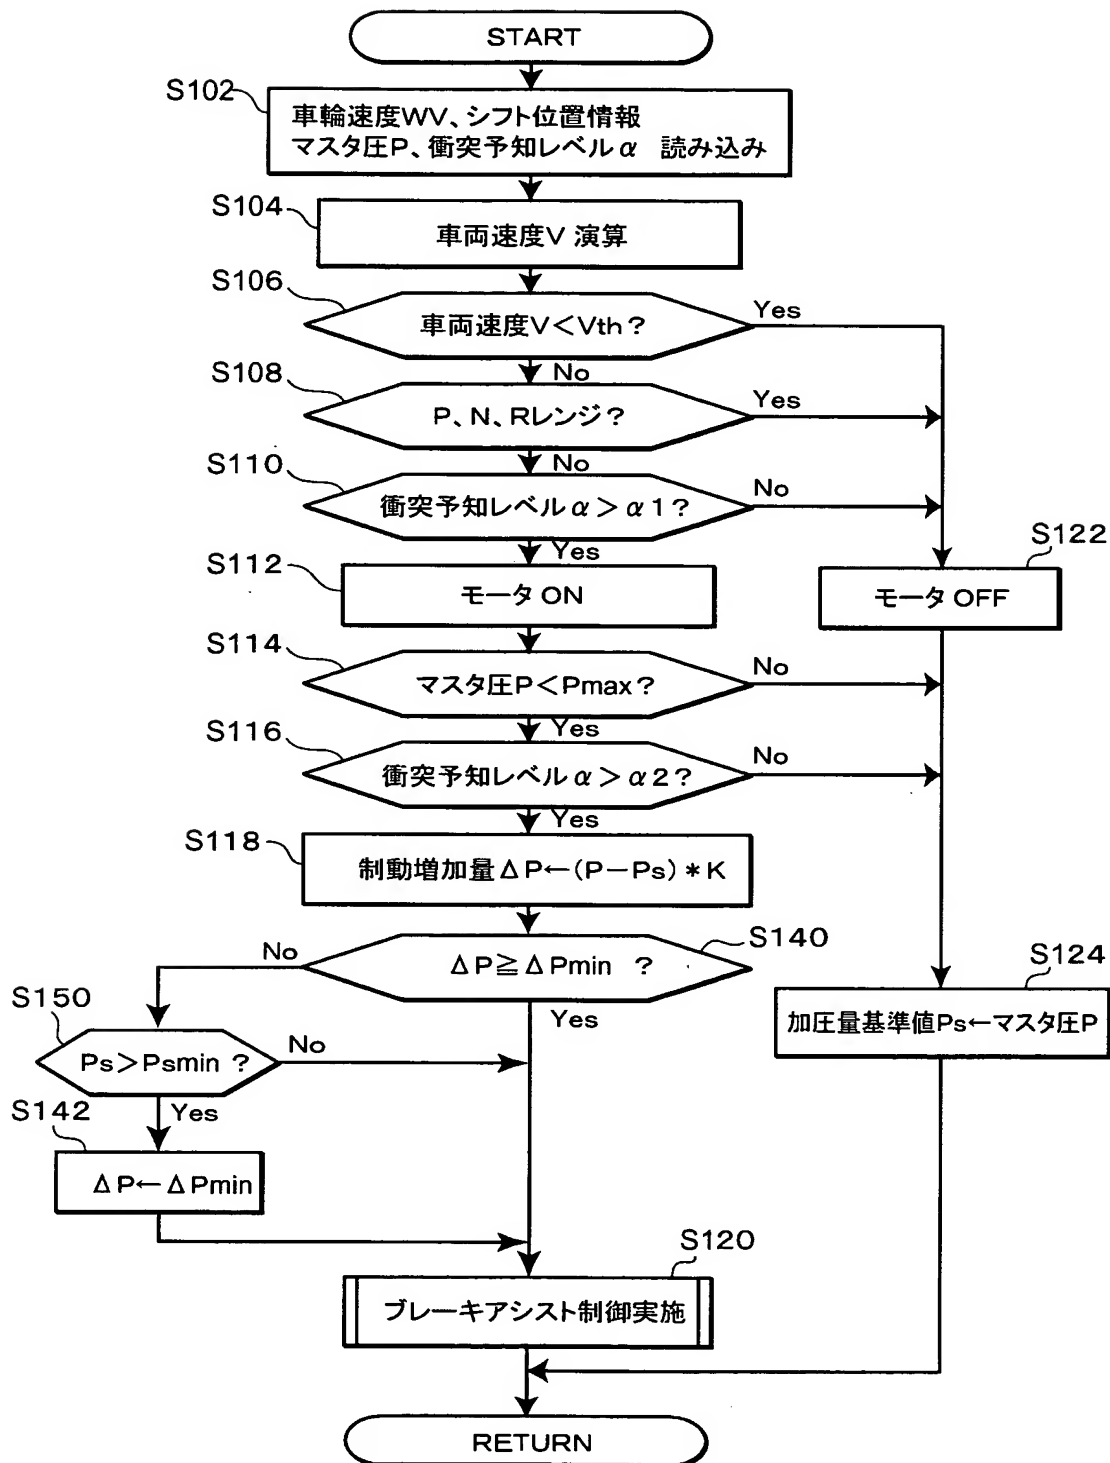 START
S102
車輪速度WV、シフト位置情報
マスタ圧P、衝突予知レベルα 読み込み
S104
車両速度V 演算
S106
車両速度V<Vth?
Yes
No
S108
P、N、Rレンジ?
Yes
No
S110
衝突予知レベルα>α1?
No
Yes
S112
モータON
S122
モータOFF
S114
マスタ圧P<Pmax?
No
Yes
S116
衝突予知レベルα>α2?
No
Yes
S118
制動増加量ΔP←(P-Ps)*K
S140
ΔP≧ΔPmin ?
No
Yes
S124
加圧量基準値Ps←マスタ圧P
S150
Ps>Psmin ?
No
Yes
S142
ΔP←ΔPmin
S120
ブレーキアシスト制御実施
RETURN